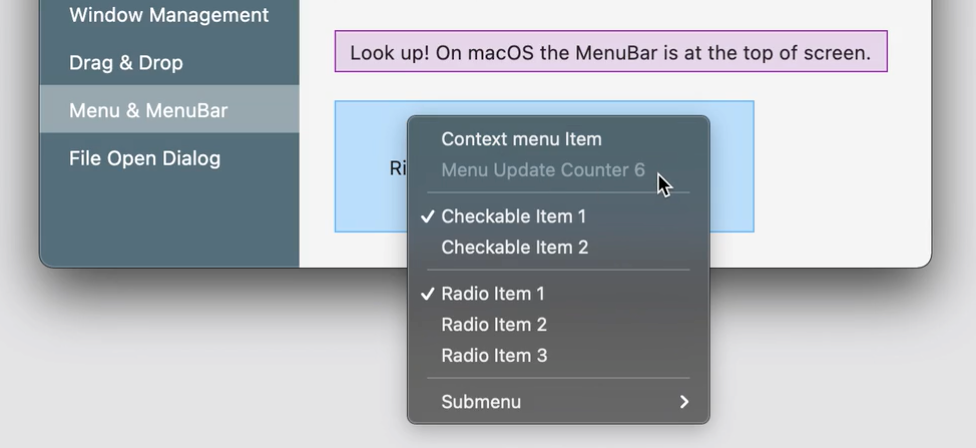 Window Management
Drag & Drop
Menu & MenuBar
File Open Dialog
Look up! On macOS the MenuBar is at the top of screen.
Ri
Context menu Item
Menu Update Counter 6
Checkable Item 1
Checkable Item 2
Radio Item 1
Radio Item 2
Radio Item 3
Submenu